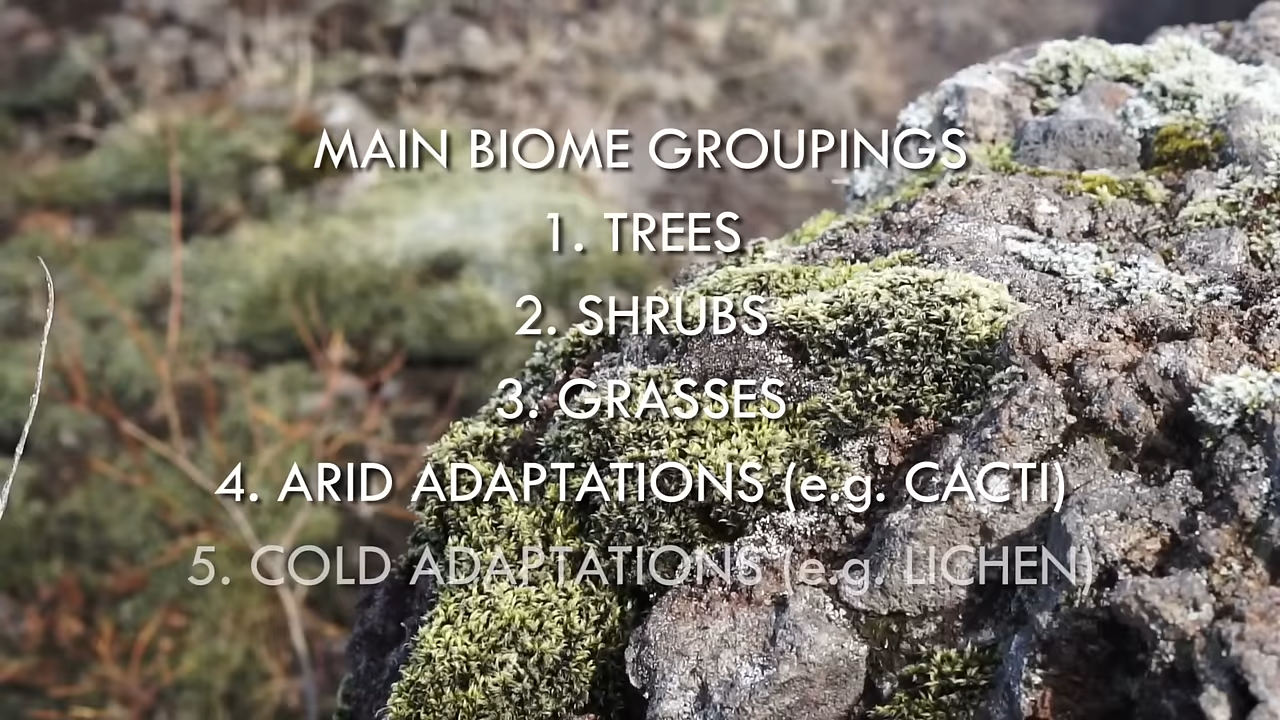 MAIN BIOME GROUPINGS
1. TREES
2. SHRUBS
3. GRASSES
4. ARID ADAPTATIONS (e.g. CACTI)
5. COLD ADAPTATIONS (e.g. LICHEN)